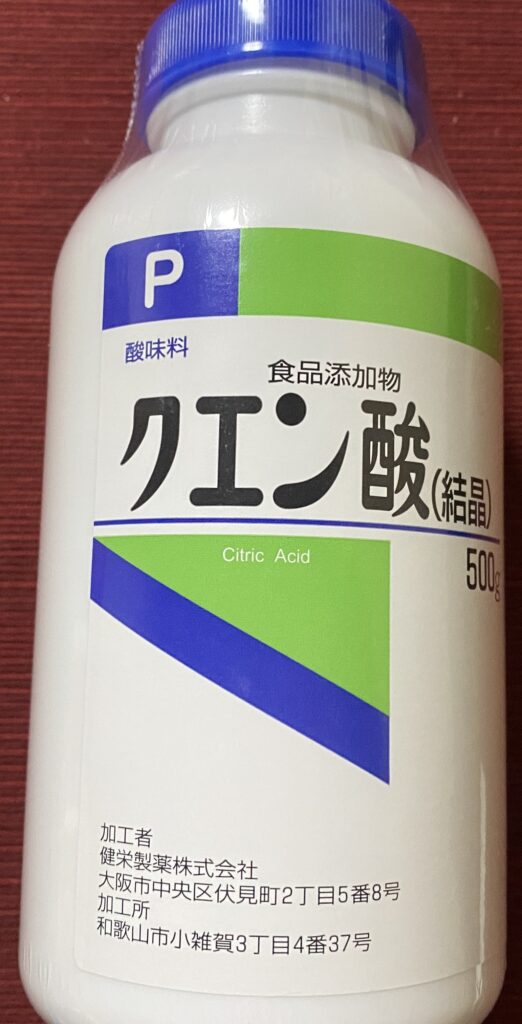 P
酸味料
食品添加物
クエン酸(結晶)
Citric Acid
500g
加工者
健栄製薬株式会社
大阪市中央区伏見町2丁目5番8号
加工所
和歌山市小雑賀3丁目4番37号